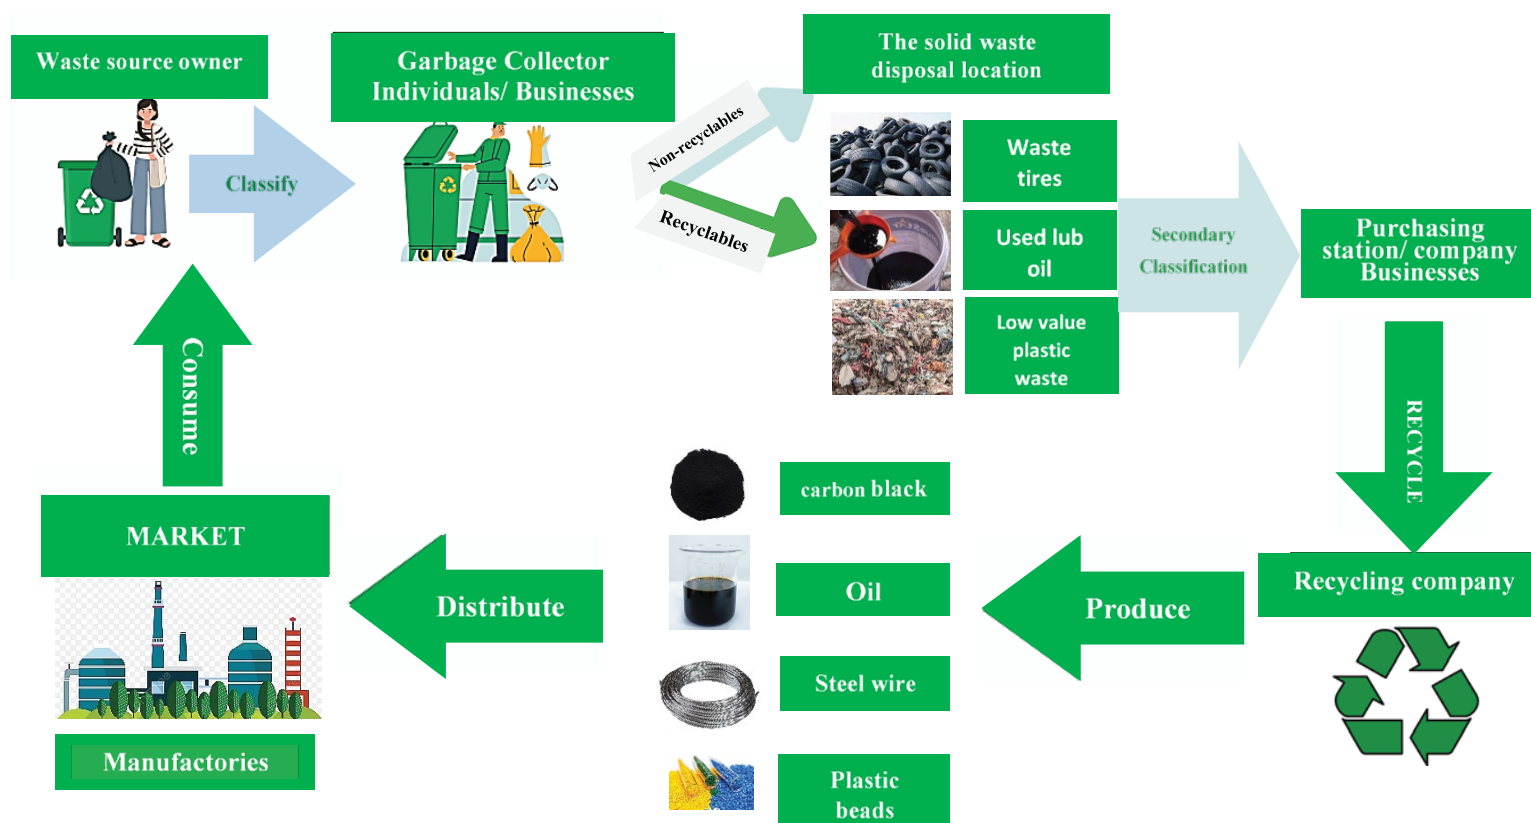 Waste source owner
Classify
Garbage Collector
Individuals/ Businesses
Non-recyclables
Recyclables
The solid waste
disposal location
Waste
tires
Used lub
oil
Low value
plastic
waste
Secondary
Classification
Purchasing
station/ company
Businesses
RECYCLE
Recycling company
Produce
carbon black
Oil
Steel wire
Plastic
beads
Distribute
MARKET
Manufactories
Consume